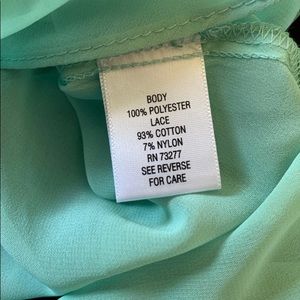 BODY
100% POLYESTER
LACE
93% COTTON
7% NYLON
RN 73277
SEE REVERSE
FOR CARE